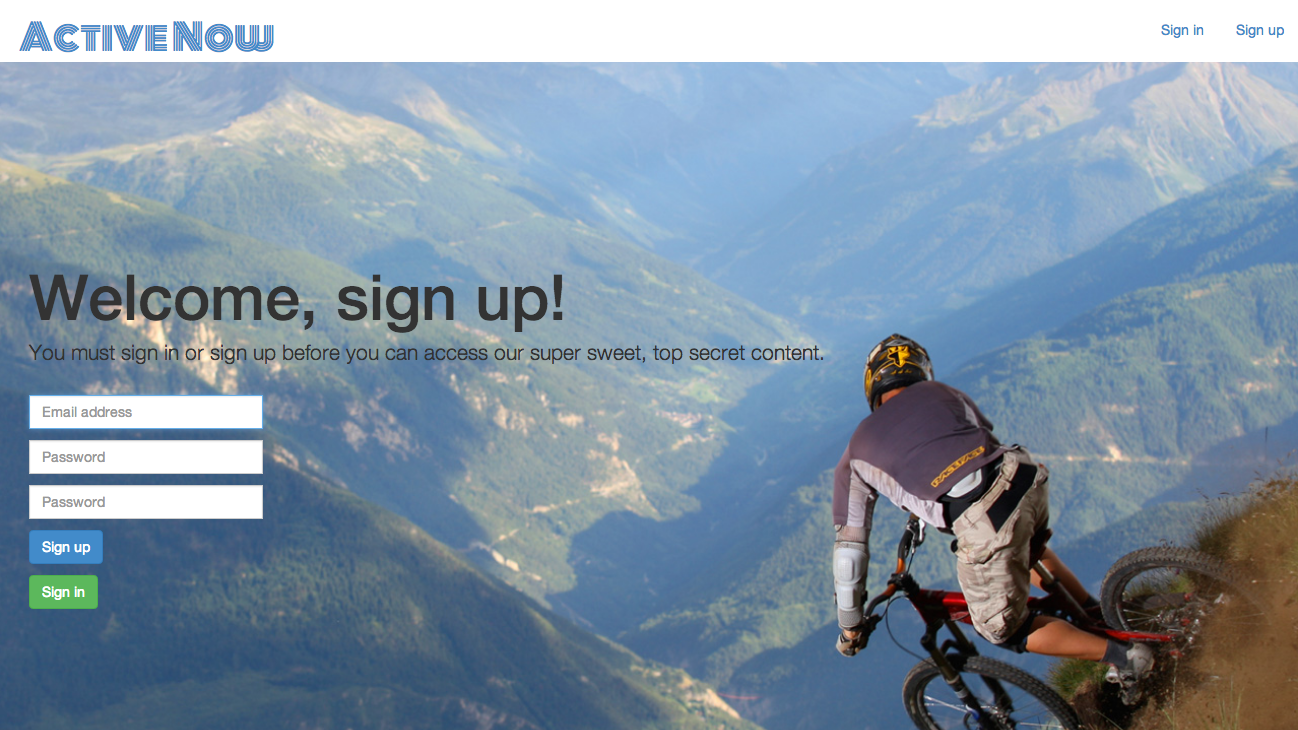 ActiveNow
Sign in
Sign up
Welcome, sign up!
You must sign in or sign up before you can access our super sweet, top secret content.
Email address
Password
Password
Sign up
Sign in
RACEFACE